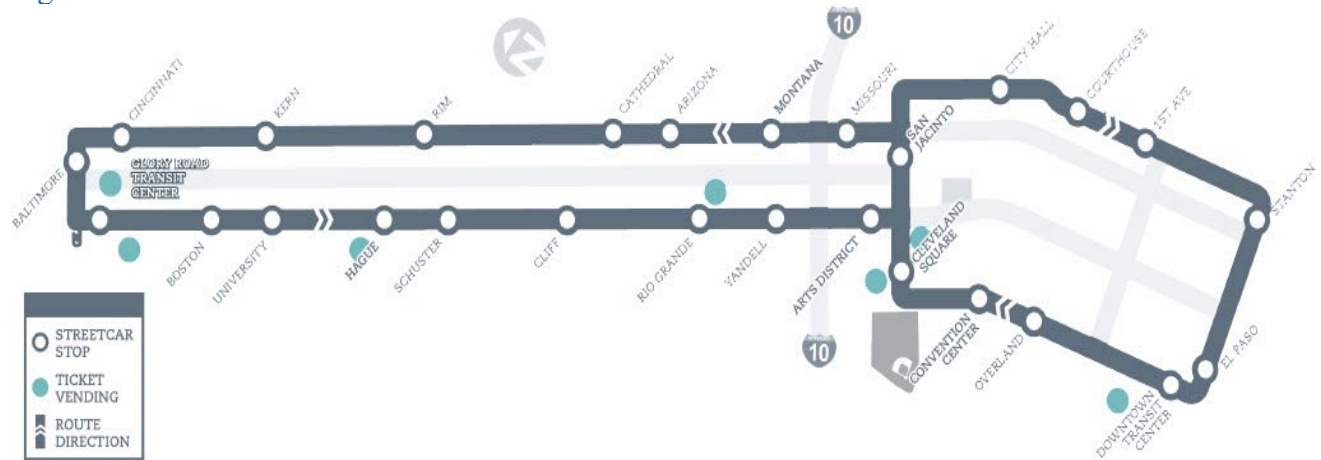 10
CINCINNATI
KERN
RIM
CATHEDRAL
ARIZONA
MONTANA
MISSOURI
CITY HALL
COURTHOUSE
1ST AVE
SAN
JACINTO
STANTON
BALTIMORE
GLORY ROAD
TRANSIT
CENTER
BOSTON
UNIVERSITY
HAGUE
SCHUSTER
CLIFF
RIO GRANDE
YANDELL
ARTS DISTRICT
CLEVELAND
SQUARE
10
CONVENTION
CENTER
OVERLAND
DOWNTOWN
TRANSIT
CENTER
EL PASO
STREETCAR
STOP
TICKET
VENDING
ROUTE
DIRECTION